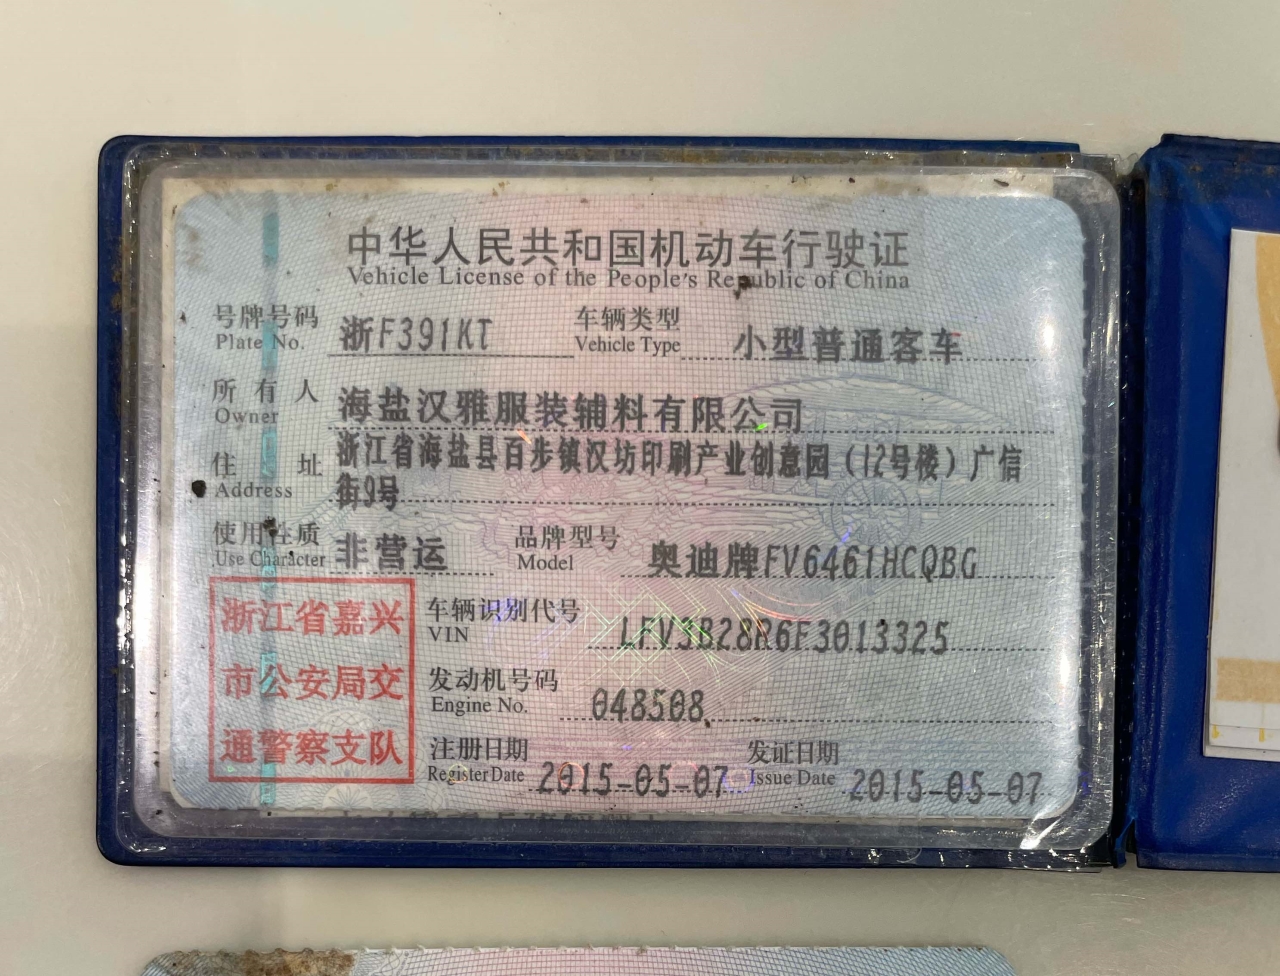 中华人民共和国机动车行驶证
Vehicle License of the People's Republic of China
号牌号码 浙F391KT 车辆类型 小型普通客车
Plate No. Vehicle Type
所有人 海盐汉雅服装辅料有限公司
Owner
住址 浙江省海盐县百步镇汉坊印刷产业创意园（12号楼）广信
Address 街9号
使用性质 非营运 品牌型号 奥迪牌FV6461HCQBG
Use Character Model
浙江省嘉兴
市公安局交
通警察支队
车辆识别代号 LFV3B28R6F3013325
VIN
发动机号码 048508
Engine No.
注册日期 2015-05-07 发证日期 2015-05-07
Register Date Issue Date